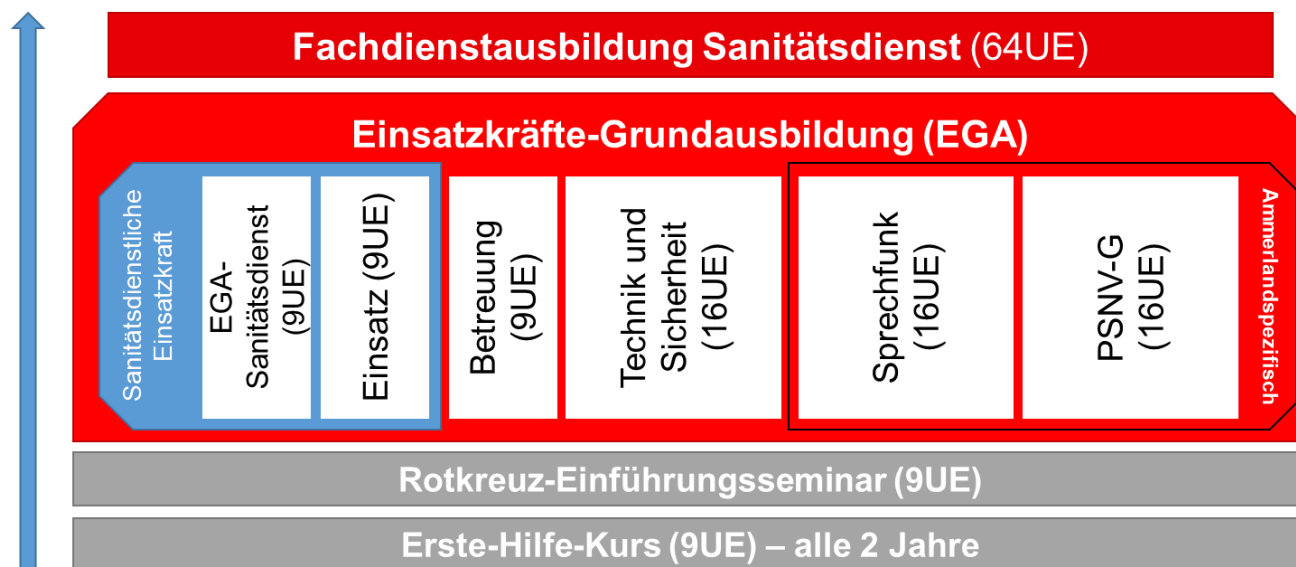 Fachdienstausbildung Sanitätsdienst (64UE)
Einsatzkräfte-Grundausbildung (EGA)
Sanitätsdienstliche
Einsatzkraft
EGA-
Sanitätsdienst
(9UE)
Einsatz (9UE)
Betreuung
(9UE)
Technik und
Sicherheit
(16UE)
Sprechfunk
(16UE)
PSNV-G
(16UE)
Ammerlandspezifisch
Rotkreuz-Einführungsseminar (9UE)
Erste-Hilfe-Kurs (9UE) – alle 2 Jahre